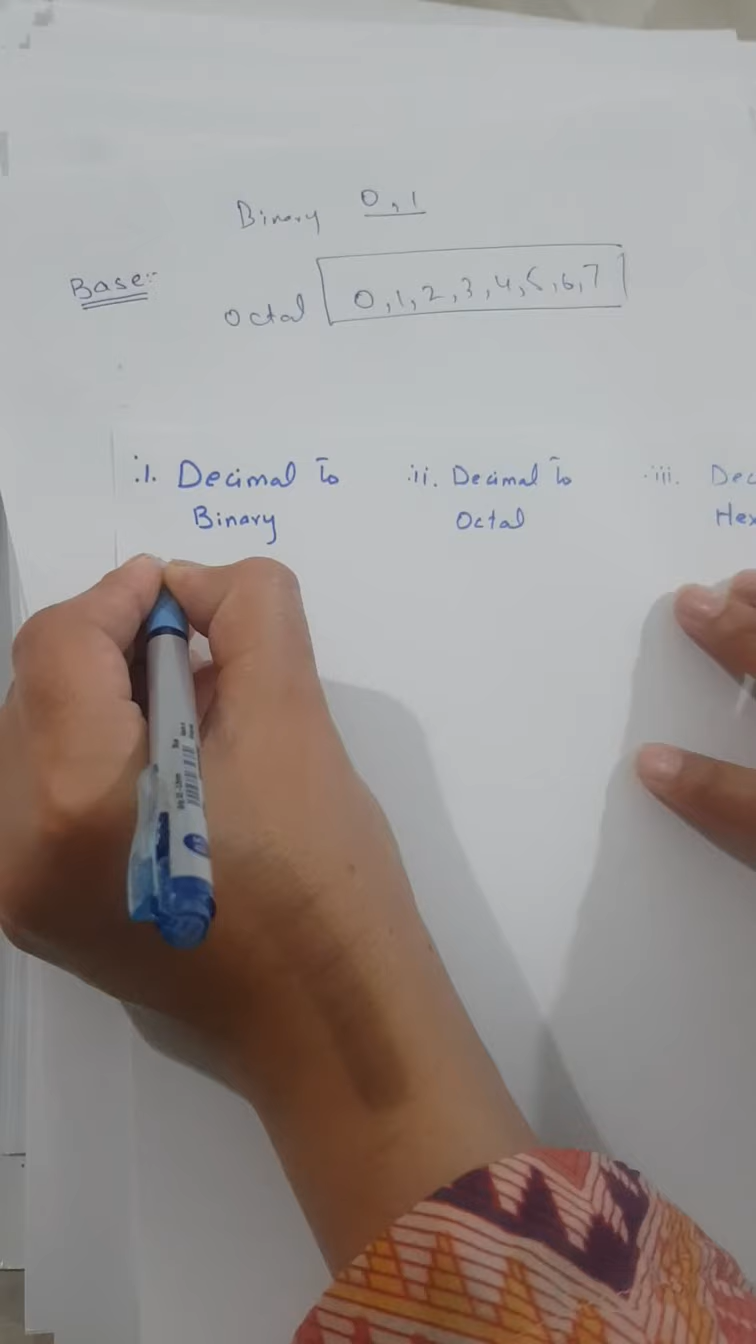 Binary 0, 1
Base:-
Octal 0,1,2,3,4,5,6,7
i. Decimal To
Binary
ii. Decimal To
Octal
iii. Dec
Hex